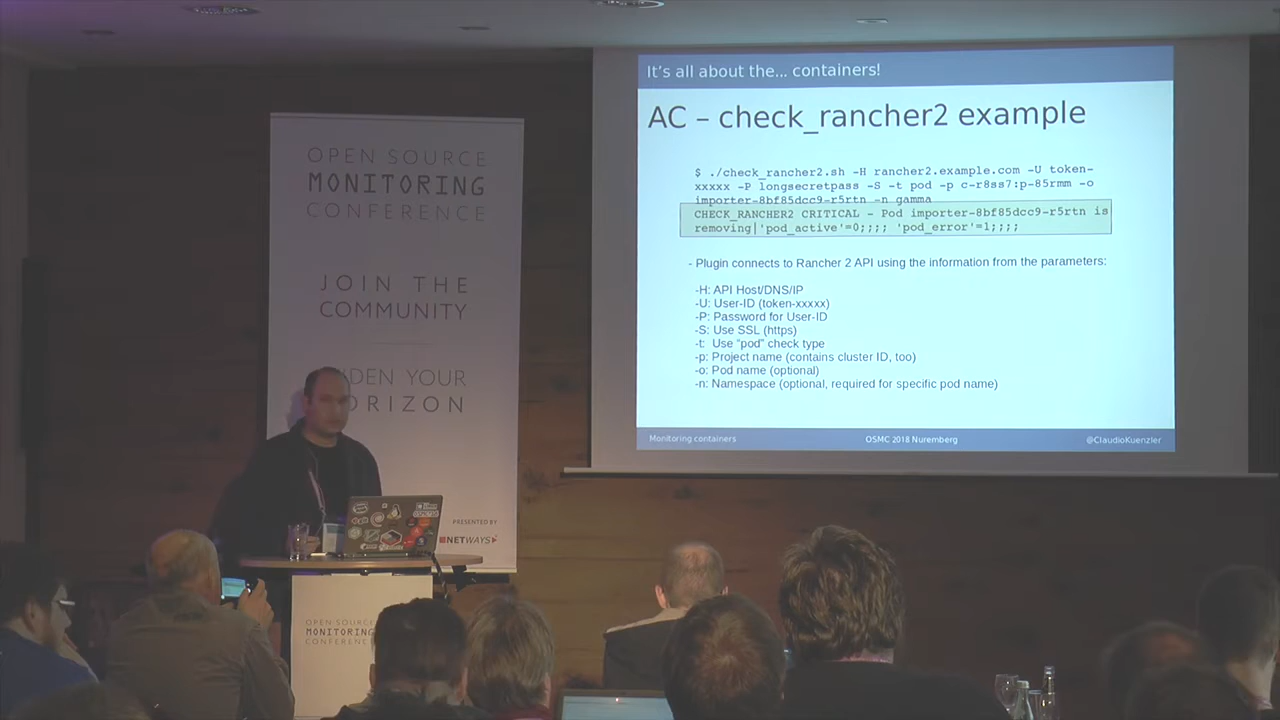 It's all about the... containers!
AC – check_rancher2 example
$ ./check_rancher2.sh -H rancher2.example.com -U token-
xxxxx -P longsecretpass -S -t pod -p c-r8ss7:p-85rmm -o
importer-8bf85dcc9-r5rtn -n gamma
CHECK_RANCHER2 CRITICAL - Pod importer-8bf85dcc9-r5rtn is
removing|'pod_active'=0;;;; 'pod_error'=1;;;;
- Plugin connects to Rancher 2 API using the information from the parameters:
-H: API Host/DNS/IP
-U: User-ID (token-xxxxx)
-P: Password for User-ID
-S: Use SSL (https)
-t: Use "pod" check type
-p: Project name (contains cluster ID, too)
-o: Pod name (optional)
-n: Namespace (optional, required for specific pod name)
Monitoring containers
OSMC 2018 Nuremberg
@ClaudioKuenzler
OPEN SOURCE
MONITORING
CONFERENCE
JOIN THE
COMMUNITY
IDEN YOUR
ORIZON
PRESENTED BY
NETWAYS
OPEN SOURCE
MONITORING
CONFERENCE